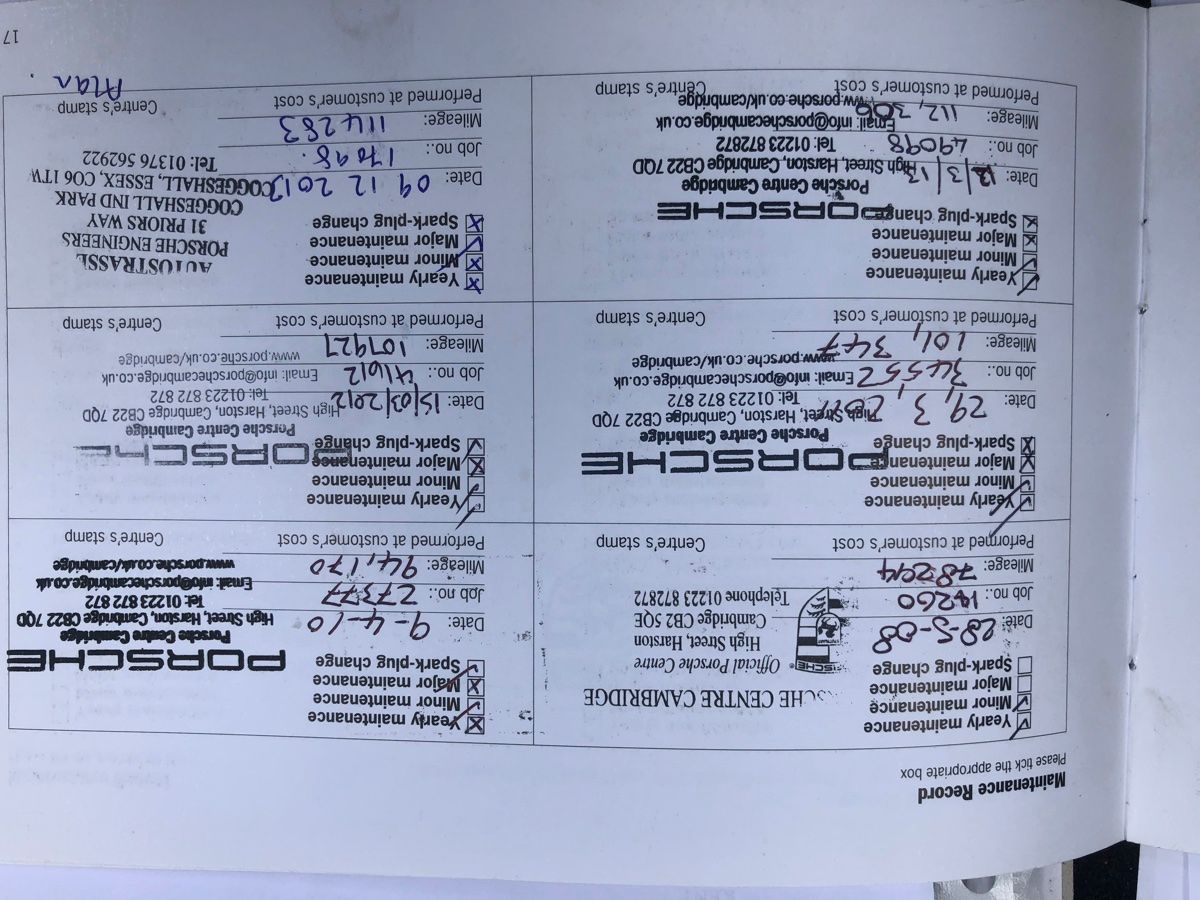 Maintenance Record
Please tick the appropriate box
Yearly maintenance
Minor maintenance
Major maintenance
Spark-plug change
Date: 28-5-08
Job no.: 14260
Mileage: 78294
Performed at customer's cost
SCHE CENTRE CAMBRIDGE
Official Porsche Centre
High Street, Harston
Cambridge CB2 5QE
Telephone 01223 872872
Centre's stamp
Yearly maintenance
Minor maintenance
Major maintenance
Spark-plug change
Date: 9-4-10
Job no.: 27377
Mileage: 94,170
Performed at customer's cost
PORSCHE
Porsche Centre Cambridge
High Street, Harston, Cambridge CB22 7QD
Tel: 01223 872 872
Email: info@porschecambridge.co.uk
www.porsche.co.uk/cambridge
Centre's stamp
Yearly maintenance
Minor maintenance
Major maintenance
Spark-plug change
Date: 29,3,2011
Job no.: 34552
Mileage: 101,347
Performed at customer's cost
PORSCHE
Porsche Centre Cambridge
High Street, Harston, Cambridge CB22 7QD
Tel: 01223 872 872
Email: info@porschecambridge.co.uk
www.porsche.co.uk/cambridge
Centre's stamp
Yearly maintenance
Minor maintenance
Major maintenance
Spark-plug change
Date: 15/03/2012
Job no.: 41612
Mileage: 107927
Performed at customer's cost
PORSCHE
Porsche Centre Cambridge
High Street, Harston, Cambridge CB22 7QD
Tel: 01223 872 872
Email: info@porschecambridge.co.uk
www.porsche.co.uk/cambridge
Centre's stamp
Yearly maintenance
Minor maintenance
Major maintenance
Spark-plug change
Date: 12/3/13
Job no.: 49098
Mileage: 112,306
Performed at customer's cost
PORSCHE
Porsche Centre Cambridge
High Street, Harston, Cambridge CB22 7QD
Tel: 01223 872872
Email: info@porschecambridge.co.uk
www.porsche.co.uk/cambridge
Centre's stamp
Yearly maintenance
Minor maintenance
Major maintenance
Spark-plug change
Date: 09 12 2013
Job no.: 17098.
Mileage: 114283
Performed at customer's cost
AUTOSTRASSE
PORSCHE ENGINEERS
31 PRIORS WAY
COGGESHALL IND PARK
COGGESHALL, ESSEX, CO6 1TW
Tel: 01376 562922
Centre's stamp
Alan
17